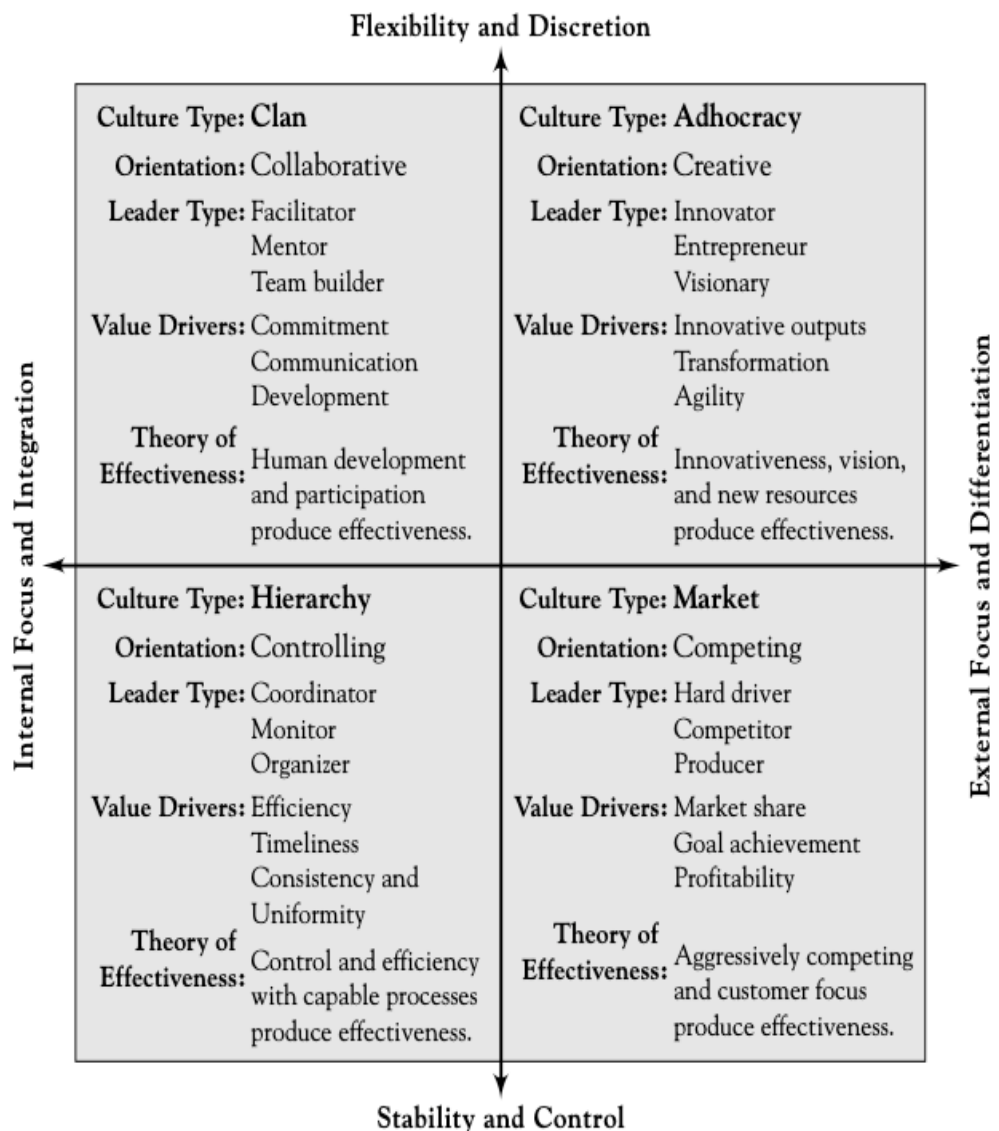 Flexibility and Discretion
Culture Type: Clan
Orientation: Collaborative
Leader Type: Facilitator
Mentor
Team builder
Value Drivers: Commitment
Communication
Development
Theory of
Effectiveness: Human development
and participation
produce effectiveness.
Culture Type: Adhocracy
Orientation: Creative
Leader Type: Innovator
Entrepreneur
Visionary
Value Drivers: Innovative outputs
Transformation
Agility
Theory of
Effectiveness: Innovativeness, vision,
and new resources
produce effectiveness.
Internal Focus and Integration
External Focus and Differentiation
Culture Type: Hierarchy
Orientation: Controlling
Leader Type: Coordinator
Monitor
Organizer
Value Drivers: Efficiency
Timeliness
Consistency and
Uniformity
Theory of
Effectiveness: Control and efficiency
with capable processes
produce effectiveness.
Culture Type: Market
Orientation: Competing
Leader Type: Hard driver
Competitor
Producer
Value Drivers: Market share
Goal achievement
Profitability
Theory of
Effectiveness: Aggressively competing
and customer focus
produce effectiveness.
Stability and Control